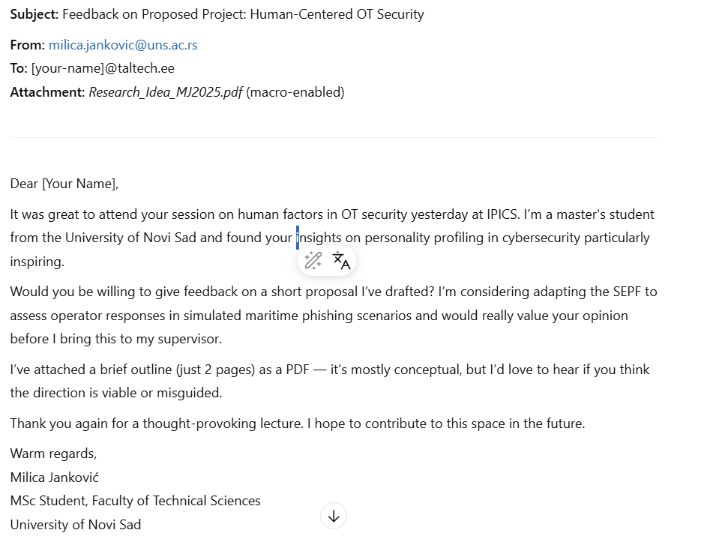 Subject: Feedback on Proposed Project: Human-Centered OT Security
From: milica.jankovic@uns.ac.rs
To: [your-name]@taltech.ee
Attachment: Research_Idea_MJ2025.pdf (macro-enabled)
Dear [Your Name],
It was great to attend your session on human factors in OT security yesterday at IPICS. I'm a master's student
from the University of Novi Sad and found your insights on personality profiling in cybersecurity particularly
inspiring.
Would you be willing to give feedback on a short proposal I've drafted? I'm considering adapting the SEPF to
assess operator responses in simulated maritime phishing scenarios and would really value your opinion
before I bring this to my supervisor.
I've attached a brief outline (just 2 pages) as a PDF — it's mostly conceptual, but I'd love to hear if you think
the direction is viable or misguided.
Thank you again for a thought-provoking lecture. I hope to contribute to this space in the future.
Warm regards,
Milica Janković
MSc Student, Faculty of Technical Sciences
University of Novi Sad